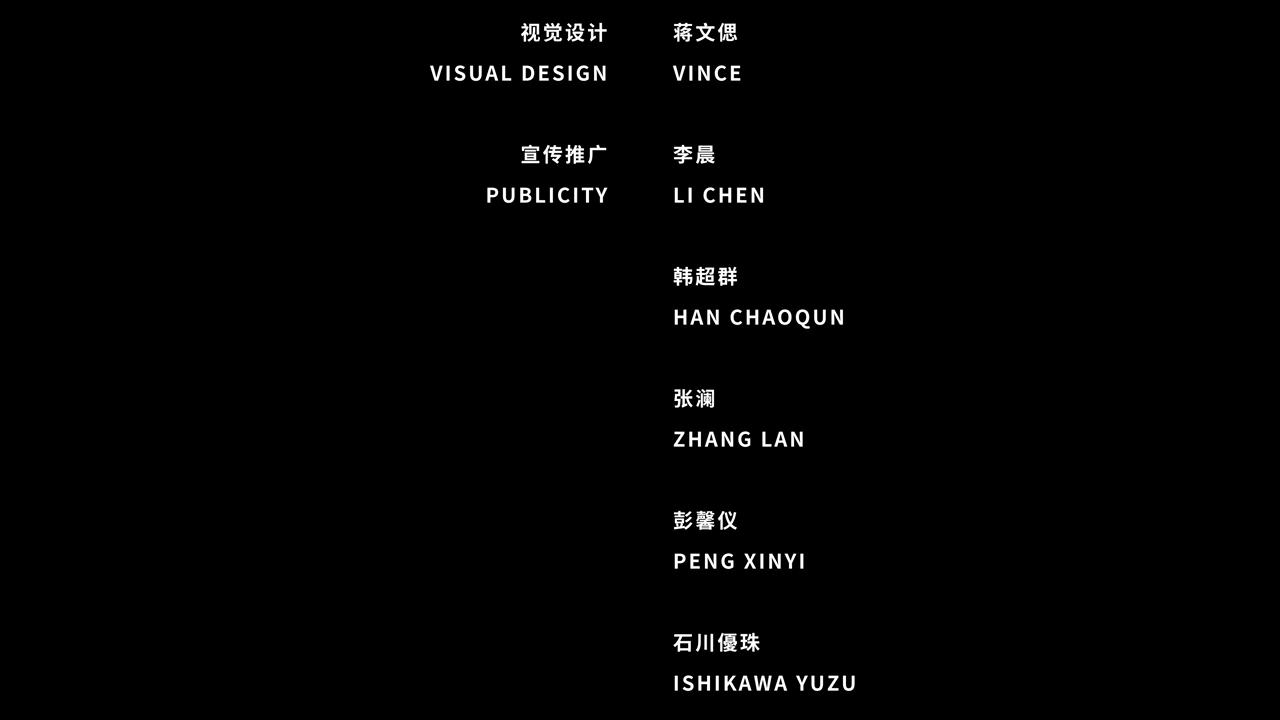 视觉设计 蒋文偲
VISUAL DESIGN VINCE
宣传推广 李晨
PUBLICITY LI CHEN
韩超群
HAN CHAOQUN
张澜
ZHANG LAN
彭馨仪
PENG XINYI
石川優珠
ISHIKAWA YUZU